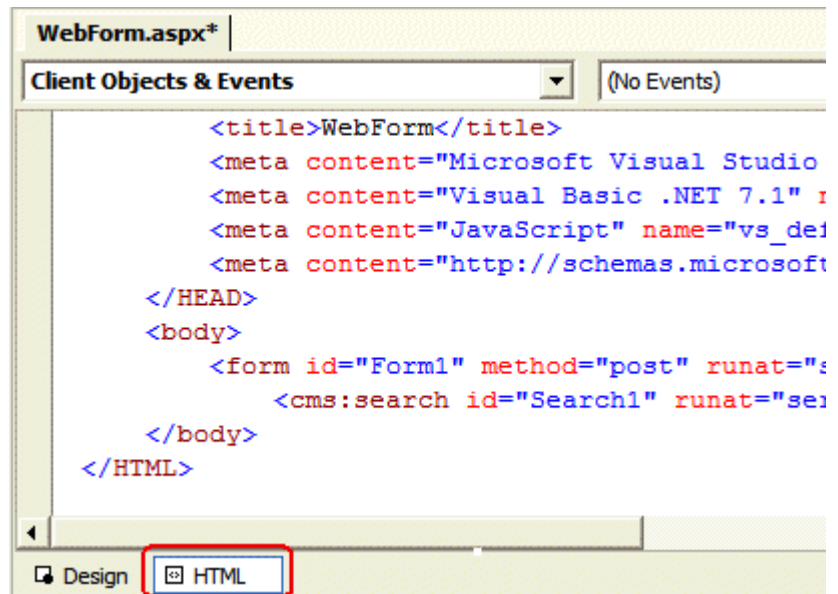 WebForm.aspx*
Client Objects & Events (No Events)
<title>WebForm</title>
<meta content="Microsoft Visual Studio
<meta content="Visual Basic .NET 7.1"
<meta content="JavaScript" name="vs_def
<meta content="http://schemas.microsoft
</HEAD>
<body>
<form id="Form1" method="post" runat="s
<cms:search id="Search1" runat="ser
</body>
</HTML>
Design HTML